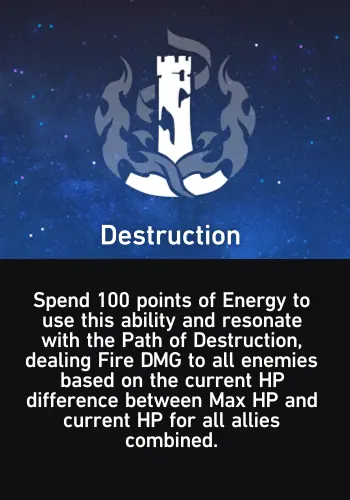 Destruction
Spend 100 points of Energy to
use this ability and resonate
with the Path of Destruction,
dealing Fire DMG to all enemies
based on the current HP
difference between Max HP and
current HP for all allies
combined.